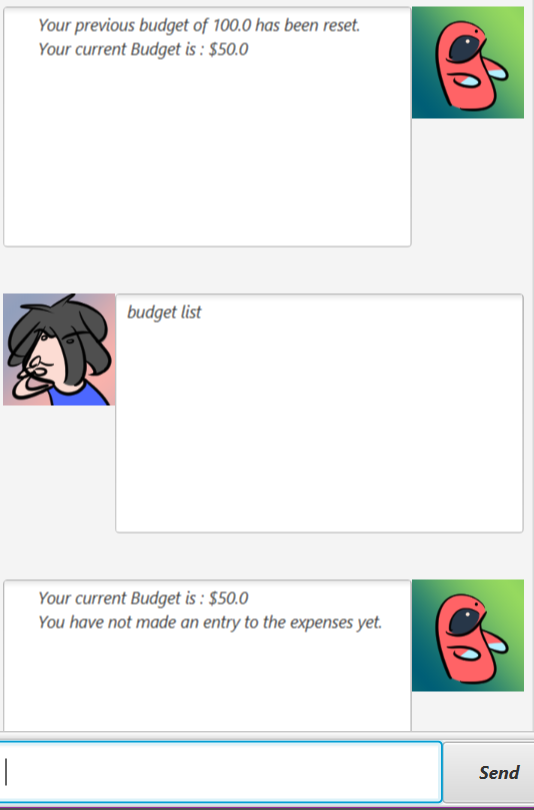 Your previous budget of 100.0 has been reset.
Your current Budget is : $50.0
budget list
Your current Budget is : $50.0
You have not made an entry to the expenses yet.
Send